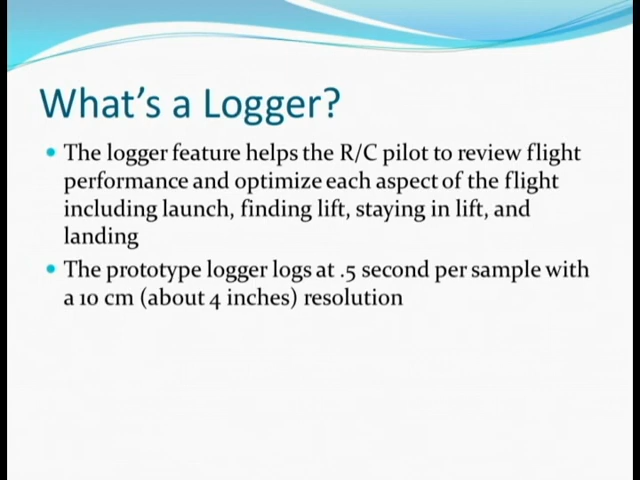 What's a Logger?
• The logger feature helps the R/C pilot to review flight
performance and optimize each aspect of the flight
including launch, finding lift, staying in lift, and
landing
• The prototype logger logs at .5 second per sample with
a 10 cm (about 4 inches) resolution